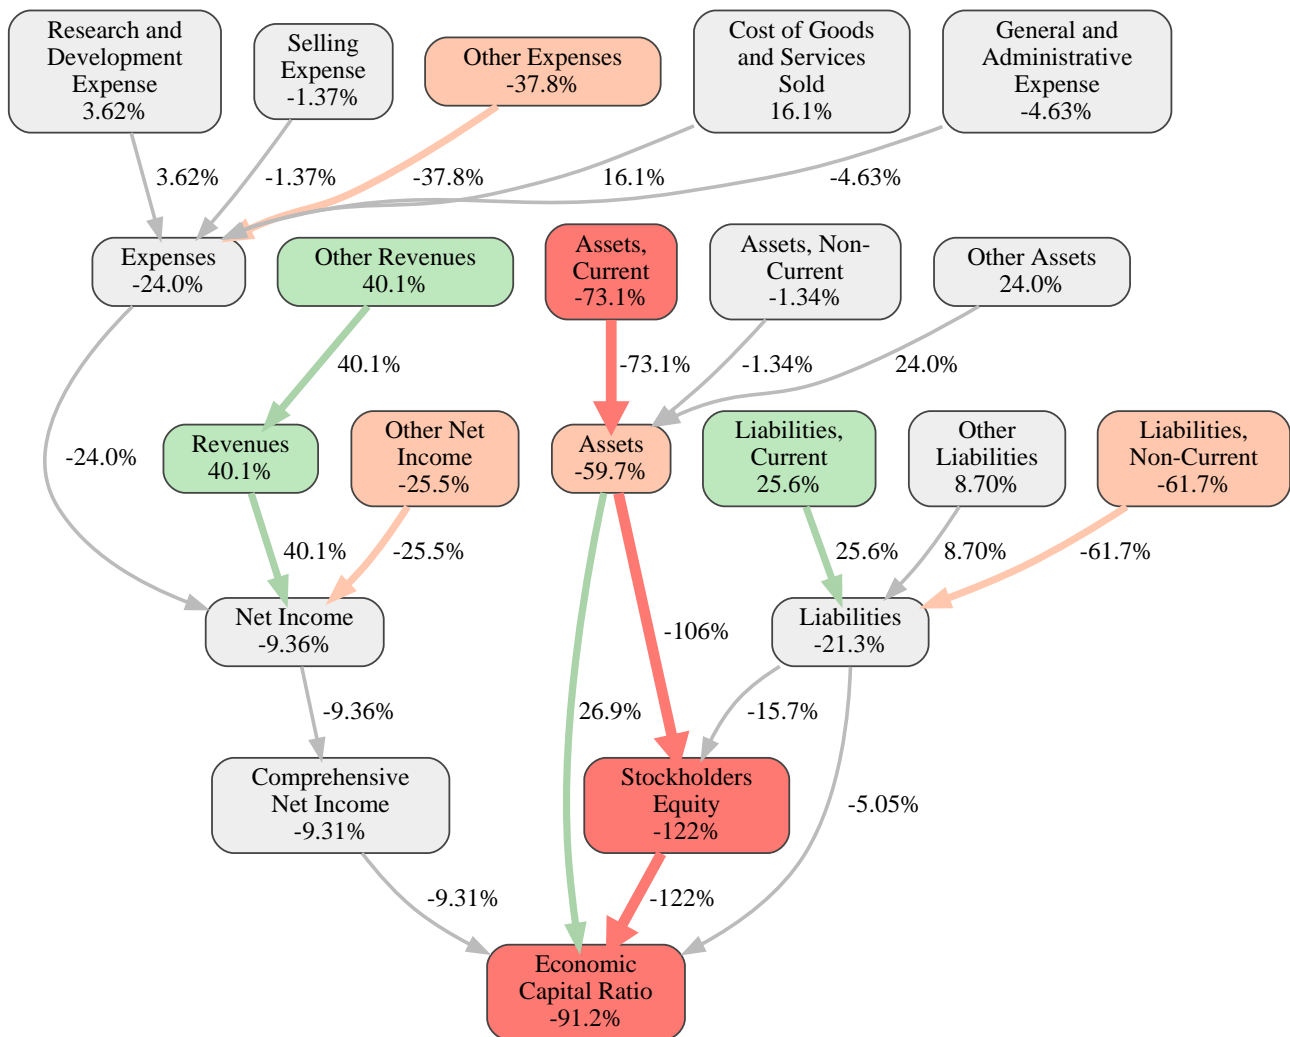 Research and
Development
Expense
3.62%
Selling
Expense
-1.37%
Other Expenses
-37.8%
Cost of Goods
and Services
Sold
16.1%
General and
Administrative
Expense
-4.63%
3.62%
-1.37%
-37.8%
16.1%
-4.63%
Expenses
-24.0%
Other Revenues
40.1%
Assets,
Current
-73.1%
Assets, Non-
Current
-1.34%
Other Assets
24.0%
40.1%
-73.1%
-1.34%
24.0%
-24.0%
Revenues
40.1%
Other Net
Income
-25.5%
Assets
-59.7%
Liabilities,
Current
25.6%
Other
Liabilities
8.70%
Liabilities,
Non-Current
-61.7%
40.1%
-25.5%
25.6%
8.70%
-61.7%
Net Income
-9.36%
-106%
Liabilities
-21.3%
-9.36%
26.9%
-15.7%
Comprehensive
Net Income
-9.31%
Stockholders
Equity
-122%
-5.05%
-9.31%
-122%
Economic
Capital Ratio
-91.2%